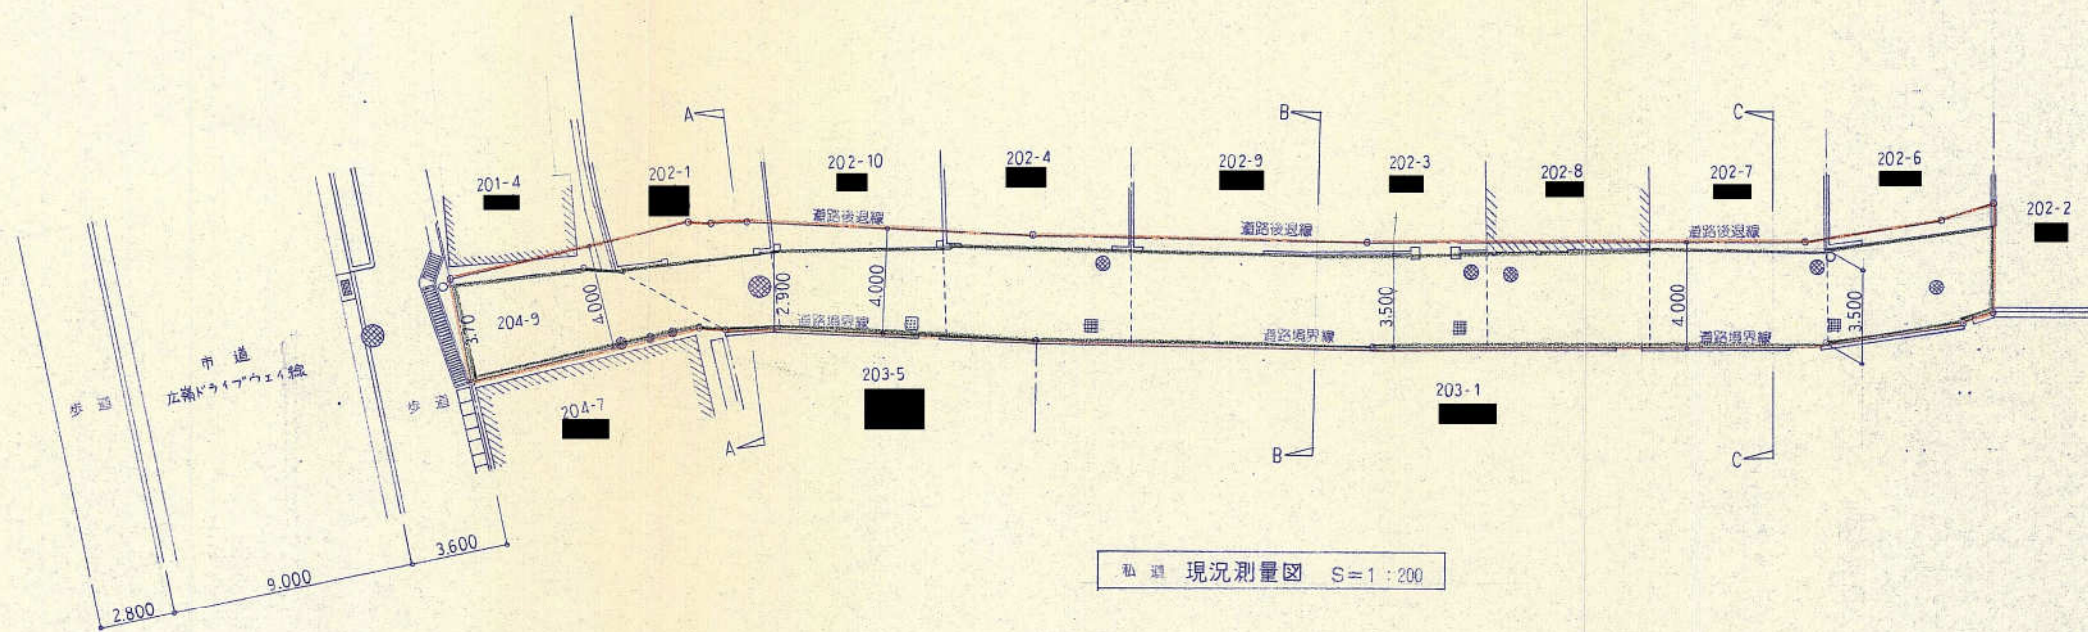 A
B
C
201-4
202-1
202-10
202-4
202-9
202-3
202-8
202-7
202-6
202-2
道路後退線
道路後退線
道路後退線
3.70
204-9
4.000
2.900
4.000
3.500
4.000
3.500
道路境界線
道路境界線
道路境界線
歩道
市道
広嶺ドライブウェイ線
歩道
204-7
203-5
203-1
A
B
C
2.800
9.000
3.600
私道 現況測量図 S=1:200